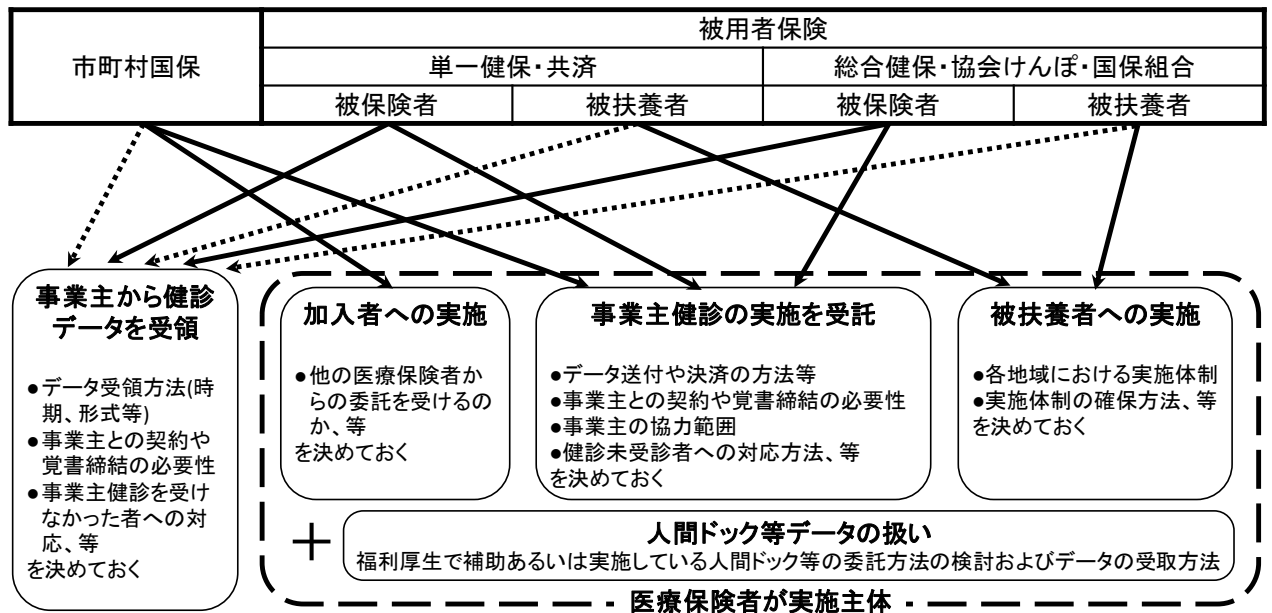 市町村国保
被用者保険
単一健保・共済
総合健保・協会けんぽ・国保組合
被保険者
被扶養者
被保険者
被扶養者
事業主から健診
データを受領
●データ受領方法(時
期、形式等)
●事業主との契約や
覚書締結の必要性
●事業主健診を受け
なかった者への対
応、等
を決めておく
加入者への実施
●他の医療保険者か
らの委託を受けるの
か、等
を決めておく
事業主健診の実施を受託
●データ送付や決済の方法等
●事業主との契約や覚書締結の必要性
●事業主の協力範囲
●健診未受診者への対応方法、等
を決めておく
被扶養者への実施
●各地域における実施体制
●実施体制の確保方法、等
を決めておく
＋
人間ドック等データの扱い
福利厚生で補助あるいは実施している人間ドック等の委託方法の検討およびデータの受取方法
医療保険者が実施主体